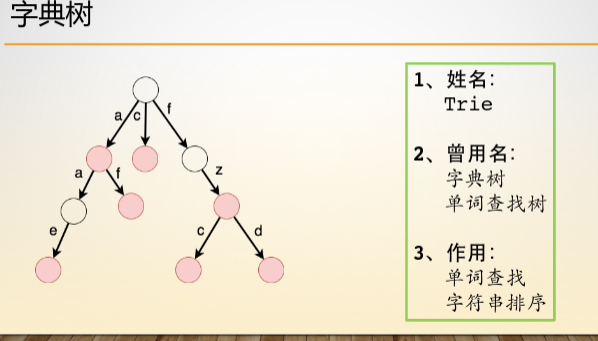 字典树
a
c
f
a
f
z
e
c
d
1、姓名：
Trie
2、曾用名：
字典树
单词查找树
3、作用：
单词查找
字符串排序